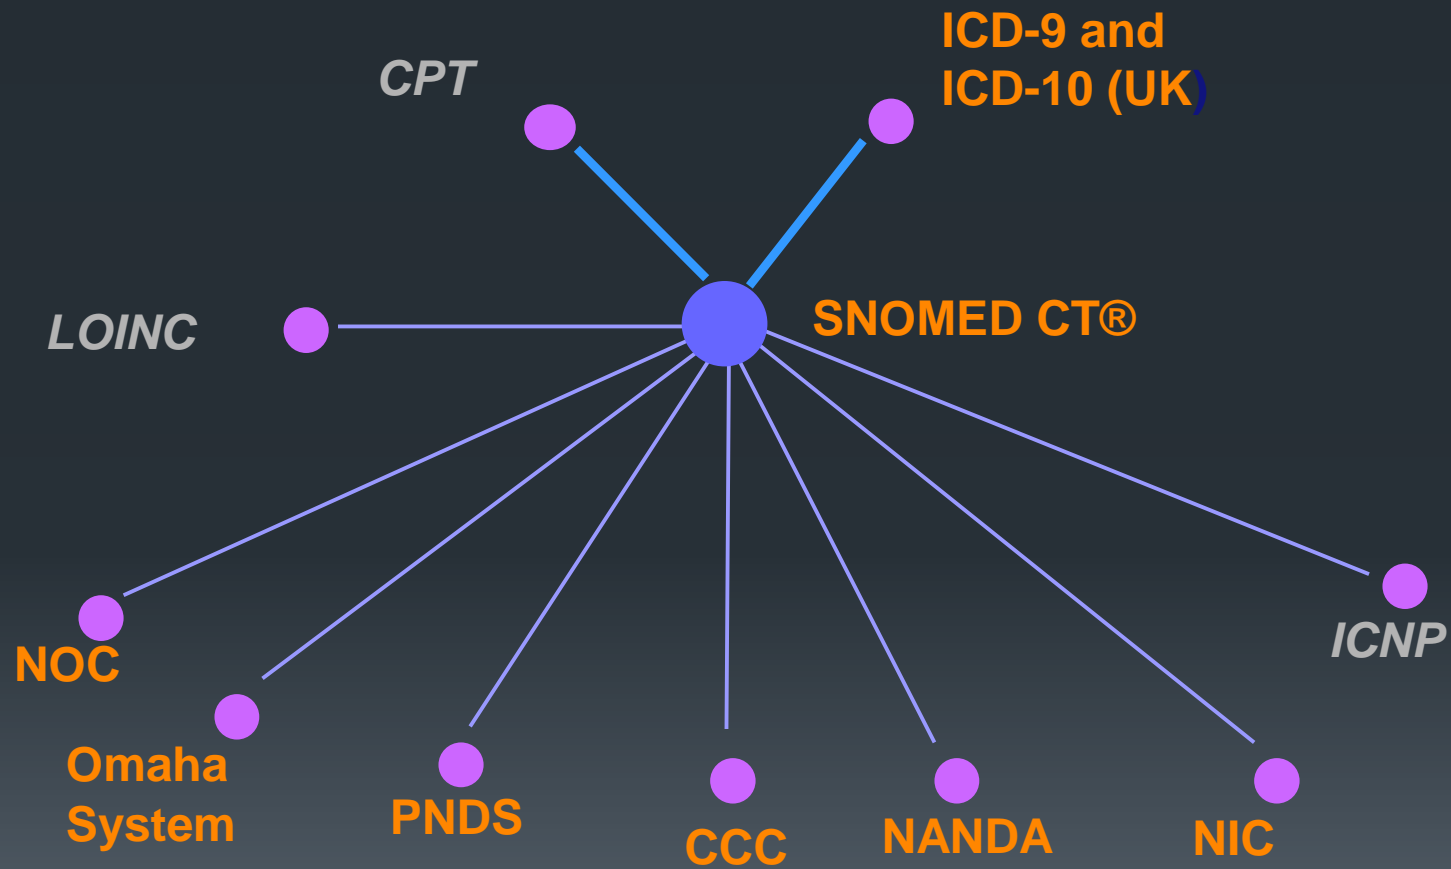 ICD-9 and
ICD-10 (UK)
CPT
SNOMED CT®
LOINC
ICNP
NOC
Omaha
System
PNDS
CCC
NANDA
NIC